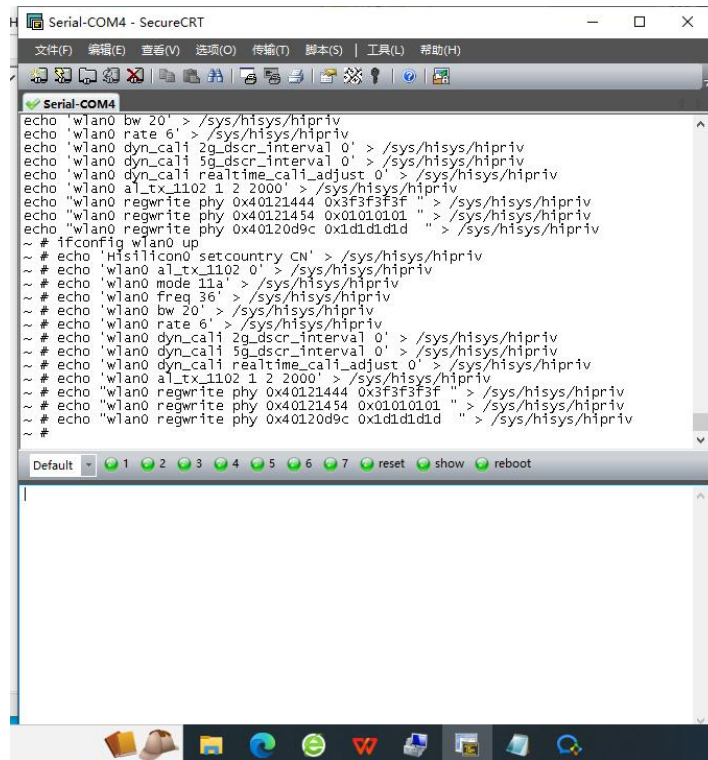 Serial-COM4 - SecureCRT
文件(F) 编辑(E) 查看(V) 选项(O) 传输(T) 脚本(S) | 工具(L) 帮助(H)
Serial-COM4
echo 'wlan0 bw 20' > /sys/hisys/hipriv
echo 'wlan0 rate 6' > /sys/hisys/hipriv
echo 'wlan0 dyn_cali 2g_dscr_interval 0' > /sys/hisys/hipriv
echo 'wlan0 dyn_cali 5g_dscr_interval 0' > /sys/hisys/hipriv
echo 'wlan0 dyn_cali realtime_cali_adjust 0' > /sys/hisys/hipriv
echo 'wlan0 al_tx_1102 1 2 2000' > /sys/hisys/hipriv
echo "wlan0 regwrite phy 0x40121444 0x3f3f3f3f " > /sys/hisys/hipriv
echo "wlan0 regwrite phy 0x40121454 0x01010101 " > /sys/hisys/hipriv
echo "wlan0 regwrite phy 0x40120d9c 0x1d1d1d1d  " > /sys/hisys/hipriv
~ # ifconfig wlan0 up
~ # echo 'Hisilicon0 setcountry CN' > /sys/hisys/hipriv
~ # echo 'wlan0 al_tx_1102 0' > /sys/hisys/hipriv
~ # echo 'wlan0 mode 11a' > /sys/hisys/hipriv
~ # echo 'wlan0 freq 36' > /sys/hisys/hipriv
~ # echo 'wlan0 bw 20' > /sys/hisys/hipriv
~ # echo 'wlan0 rate 6' > /sys/hisys/hipriv
~ # echo 'wlan0 dyn_cali 2g_dscr_interval 0' > /sys/hisys/hipriv
~ # echo 'wlan0 dyn_cali 5g_dscr_interval 0' > /sys/hisys/hipriv
~ # echo 'wlan0 dyn_cali realtime_cali_adjust 0' > /sys/hisys/hipriv
~ # echo 'wlan0 al_tx_1102 1 2 2000' > /sys/hisys/hipriv
~ # echo "wlan0 regwrite phy 0x40121444 0x3f3f3f3f " > /sys/hisys/hipriv
~ # echo "wlan0 regwrite phy 0x40121454 0x01010101 " > /sys/hisys/hipriv
~ # echo "wlan0 regwrite phy 0x40120d9c 0x1d1d1d1d  " > /sys/hisys/hipriv
~ #
Default 1 2 3 4 5 6 7 reset show reboot